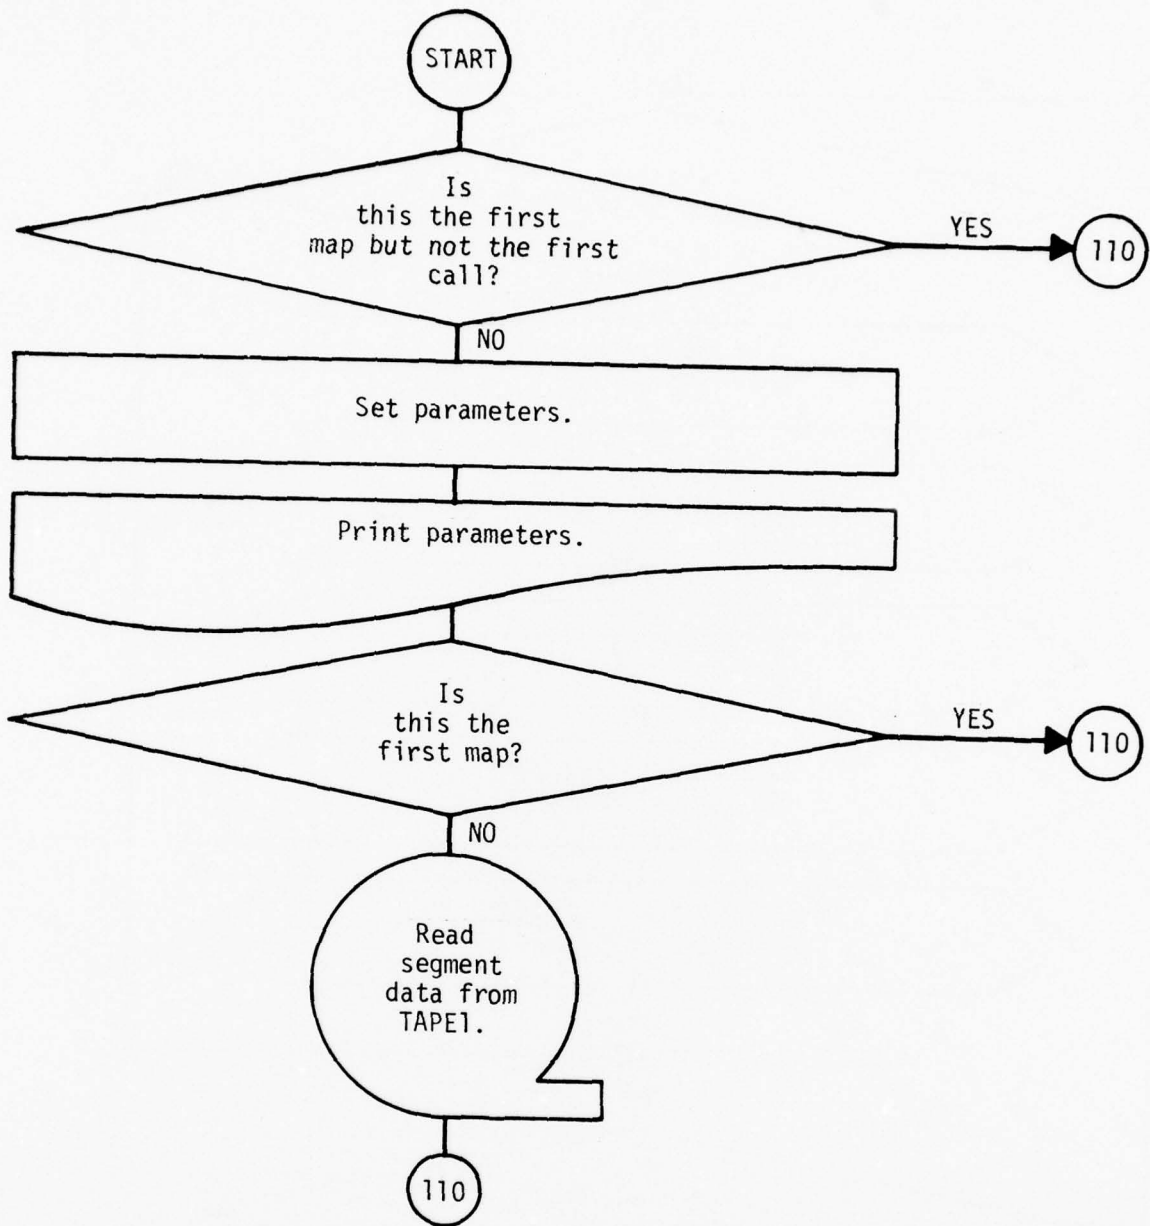 START
Is
this the first
map but not the first
call?
YES
110
NO
Set parameters.
Print parameters.
Is
this the
first map?
YES
110
NO
Read
segment
data from
TAPE1.
110